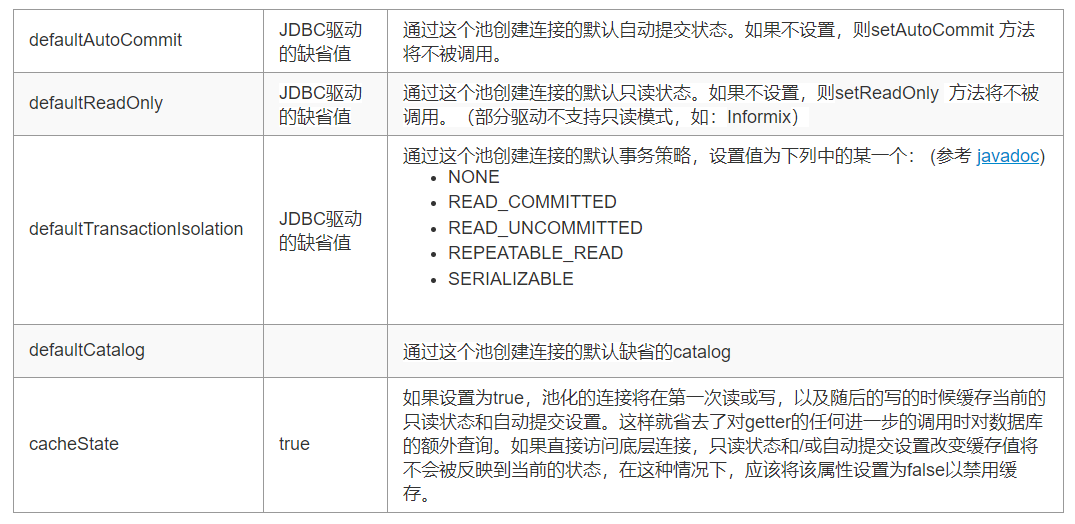 defaultAutoCommit
JDBC驱动
的缺省值
通过这个池创建连接的默认自动提交状态。如果不设置，则setAutoCommit 方法
将不被调用。
defaultReadOnly
JDBC驱动
的缺省值
通过这个池创建连接的默认只读状态。如果不设置，则setReadOnly 方法将不被
调用。（部分驱动不支持只读模式，如：Informix）
defaultTransactionIsolation
JDBC驱动
的缺省值
通过这个池创建连接的默认事务策略，设置值为下列中的某一个： (参考 javadoc)
• NONE
• READ_COMMITTED
• READ_UNCOMMITTED
• REPEATABLE_READ
• SERIALIZABLE
defaultCatalog
通过这个池创建连接的默认缺省的catalog
cacheState
true
如果设置为true，池化的连接将在第一次读或写，以及随后的写的时候缓存当前的
只读状态和自动提交设置。这样就省去了对getter的任何进一步的调用时对数据库
的额外查询。如果直接访问底层连接，只读状态和/或自动提交设置改变缓存值将
不会被反映到当前的状态，在这种情况下，应该将该属性设置为false以禁用缓
存。